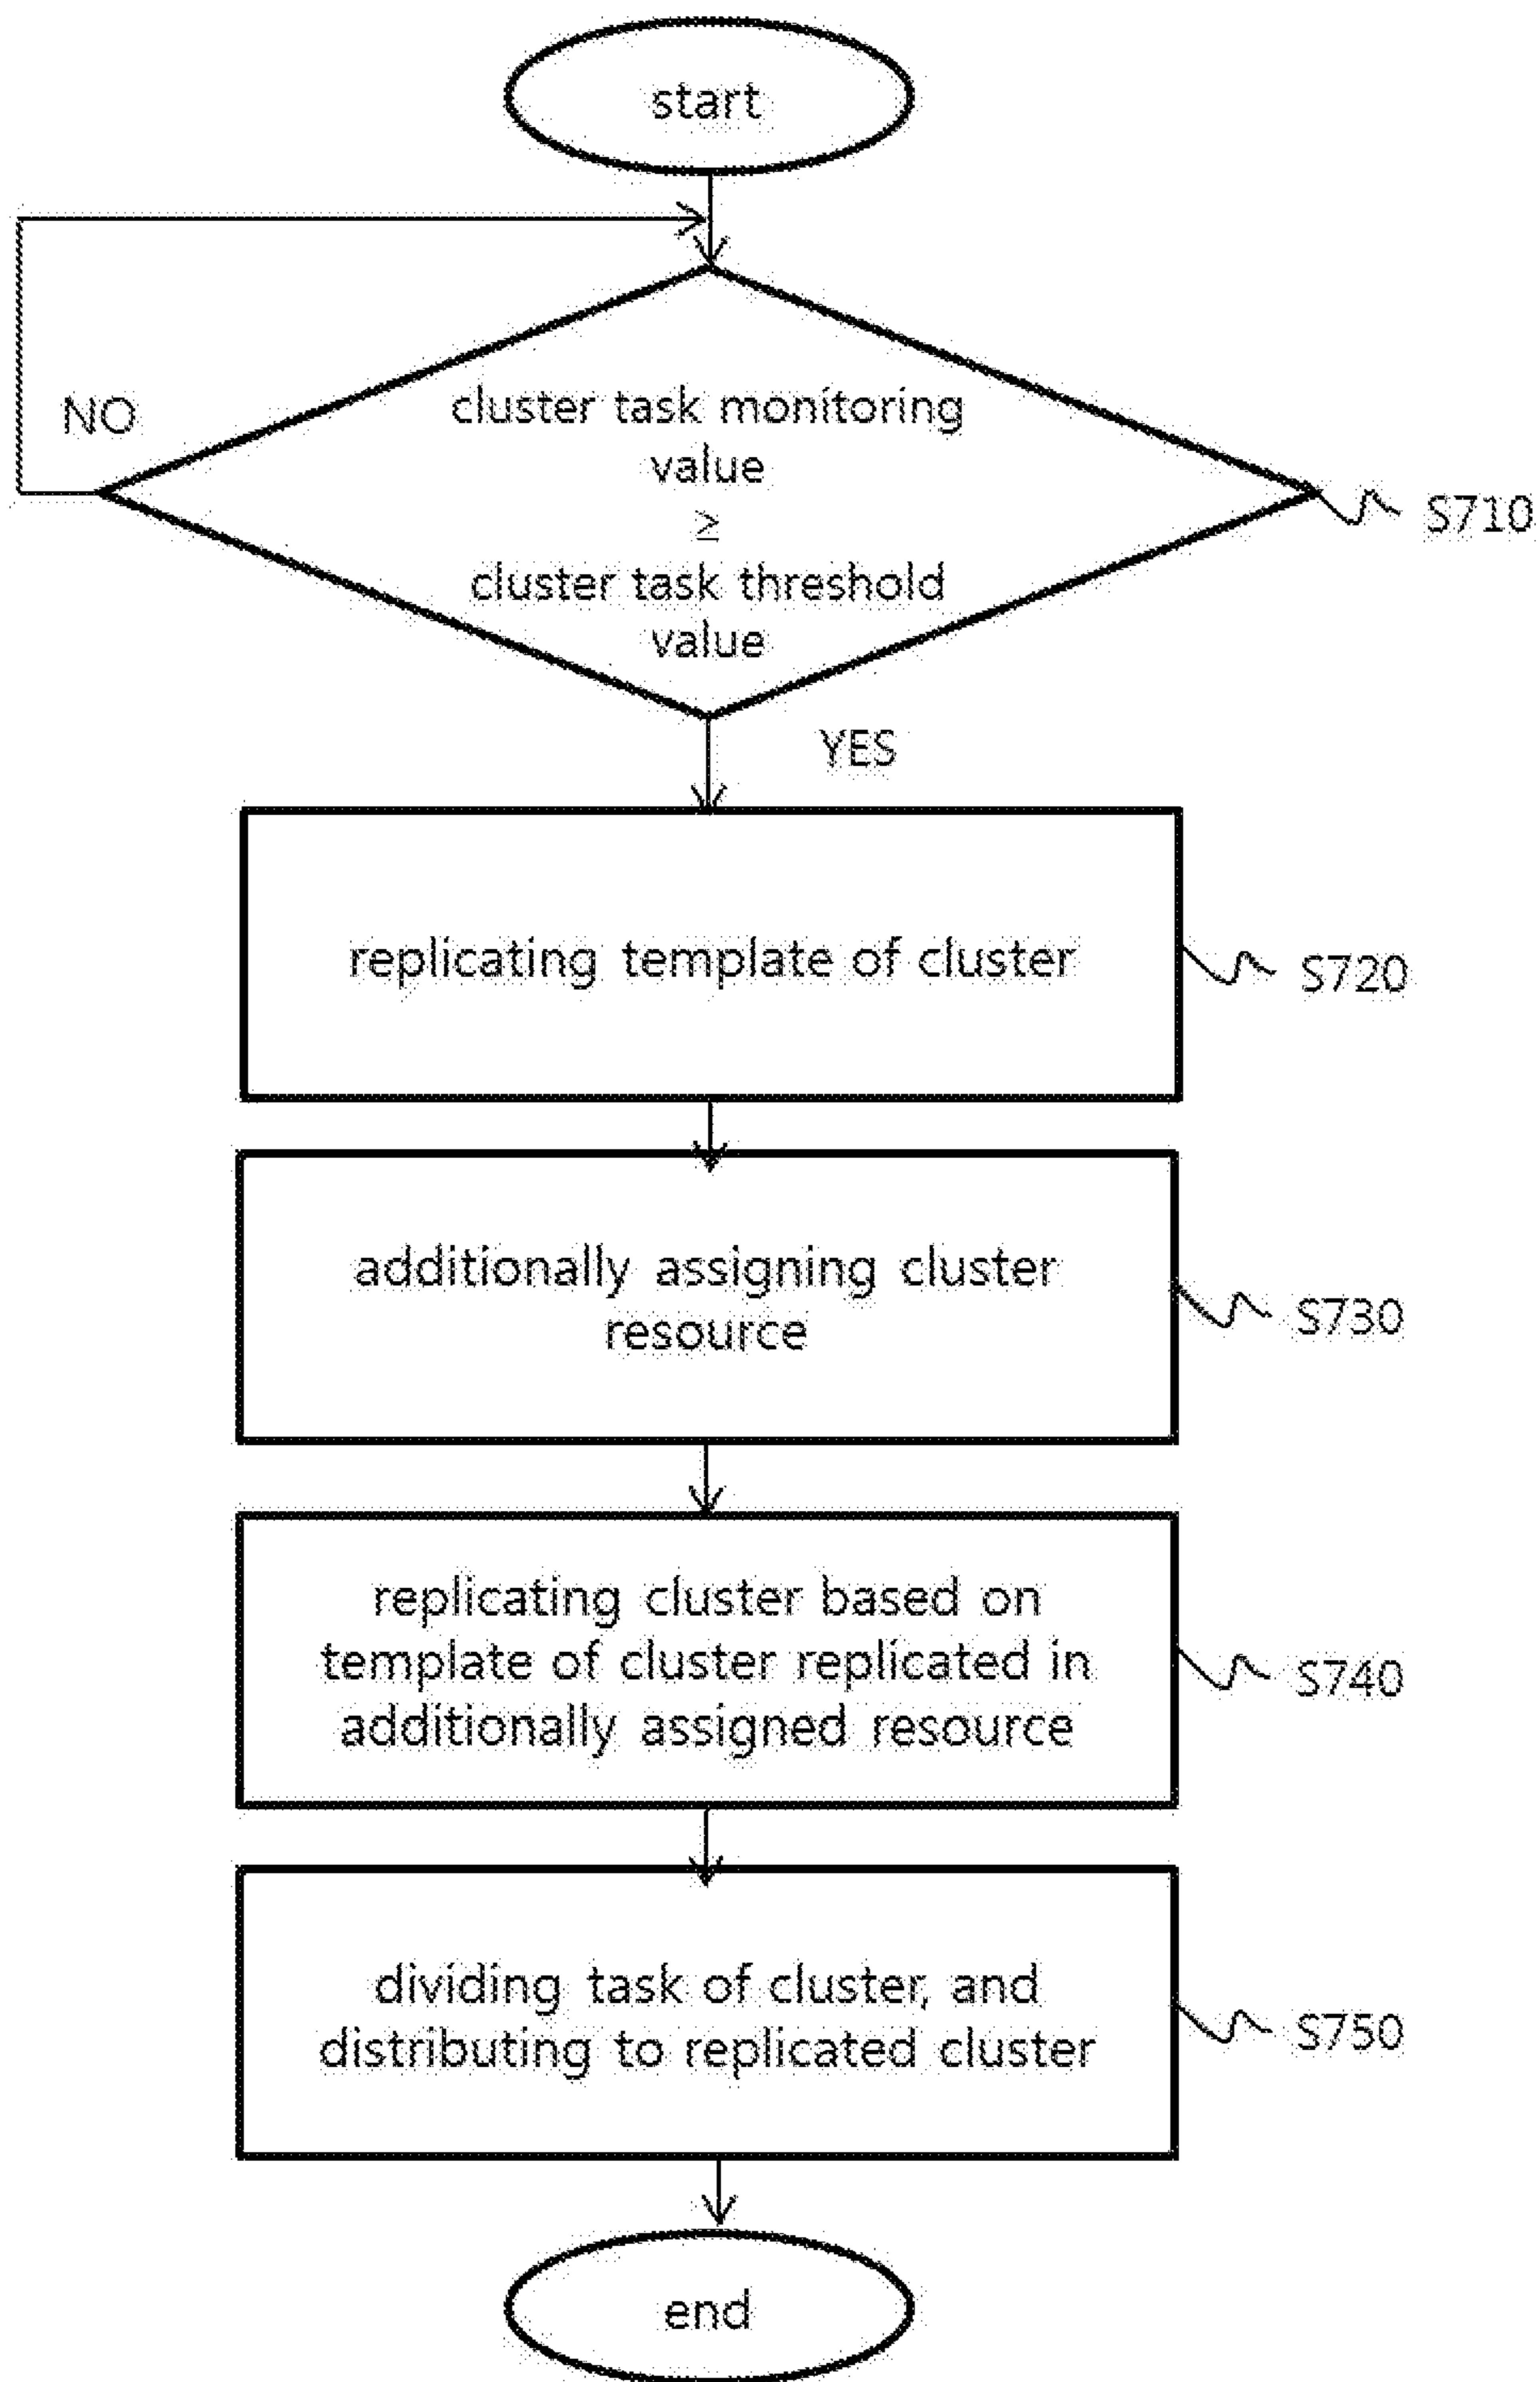 start
NO
cluster task monitoring
value
≥
cluster task threshold
value
S710
YES
replicating template of cluster
S720
additionally assigning cluster
resource
S730
replicating cluster based on
template of cluster replicated in
additionally assigned resource
S740
dividing task of cluster, and
distributing to replicated cluster
S750
end